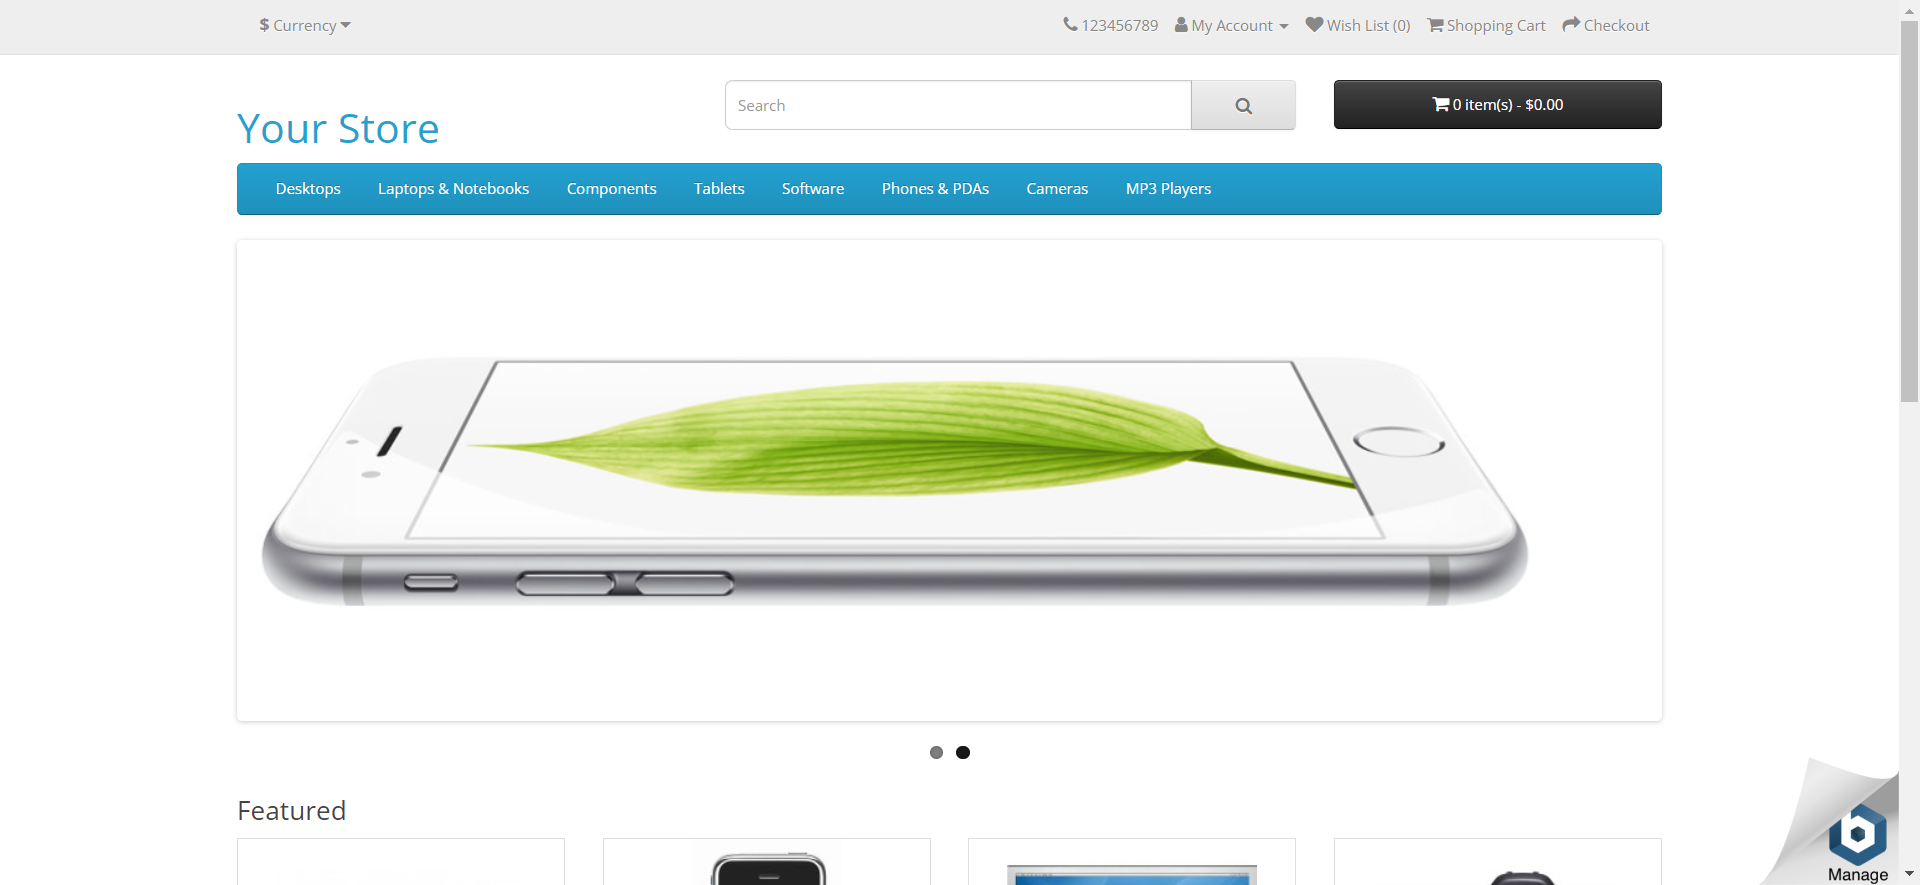 $ Currency
123456789 My Account Wish List (0) Shopping Cart Checkout
Search
0 item(s) - $0.00
Your Store
Desktops Laptops & Notebooks Components Tablets Software Phones & PDAs Cameras MP3 Players
Featured
b
Manage